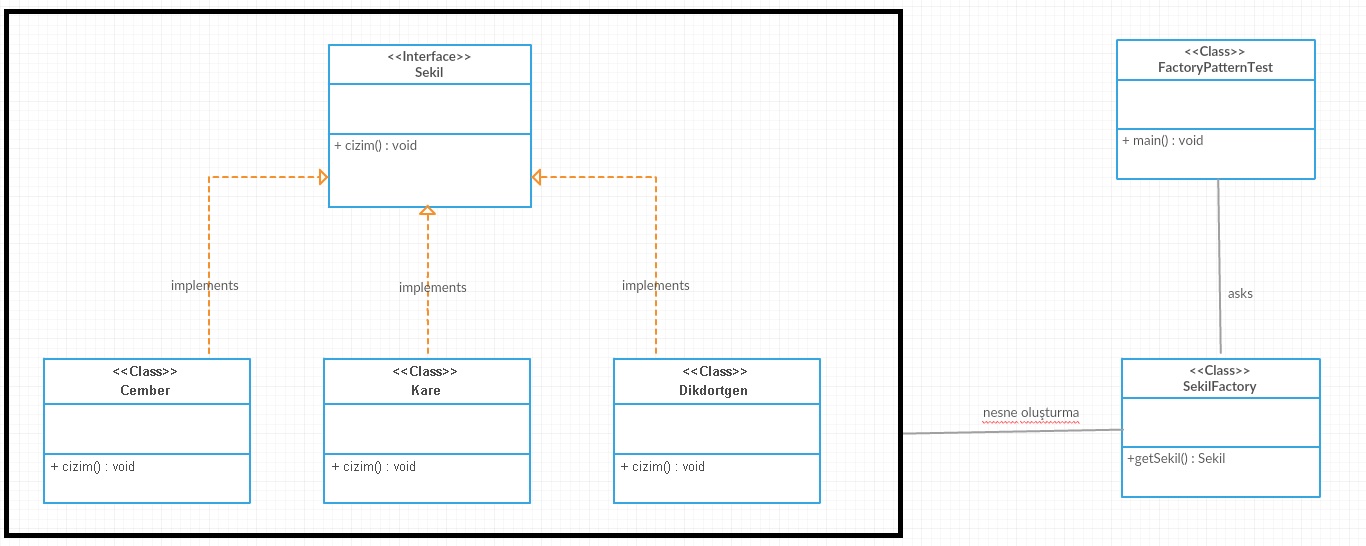 <<Interface>>
Sekil
+ cizim() : void
implements
implements
implements
<<Class>>
Cember
+ cizim() : void
<<Class>>
Kare
+ cizim() : void
<<Class>>
Dikdortgen
+ cizim() : void
<<Class>>
FactoryPatternTest
+ main() : void
asks
nesne oluşturma
<<Class>>
SekilFactory
+getSekil() : Sekil